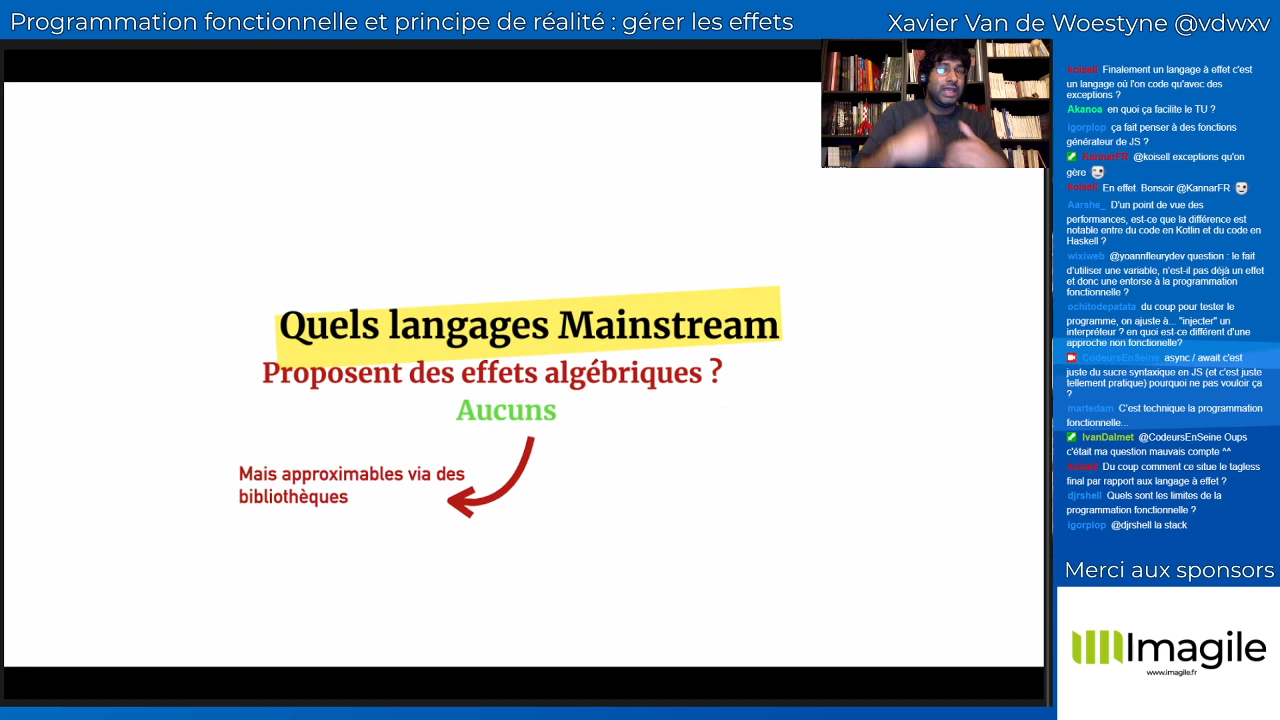 Programmation fonctionnelle et principe de réalité : gérer les effets
Xavier Van de Woestyne @vdwxv
Quels langages Mainstream
Proposent des effets algébriques ?
Aucuns
Mais approximables via des
bibliothèques
koisell Finalement un langage à effet c'est
un langage où l'on code qu'avec des
exceptions ?
Akanoa en quoi ça facilite le TU ?
igorplop ça fait penser à des fonctions
générateur de JS ?
KannarFR @koisell exceptions qu'on
gère
koisell En effet. Bonsoir @KannarFR
Aarshe_ D'un point de vue des
performances, est-ce que la différence est
notable entre du code en Kotlin et du code en
Haskell ?
wixiweb @yoannfleurydev question : le fait
d'utiliser une variable, n'est-il pas déjà un effet
et donc une entorse à la programmation
fonctionnelle ?
ochitodepatata du coup pour tester le
programme, on ajuste à... "injecter" un
interpréteur ? en quoi est-ce différent d'une
approche non fonctionelle?
CodeursEnSeine async / await c'est
juste du sucre syntaxique en JS (et c'est juste
tellement pratique) pourquoi ne pas vouloir ça
?
martedam C'est technique la programmation
fonctionnelle...
IvanDalmet @CodeursEnSeine Oups
c'était ma question mauvais compte ^^
koisell Du coup comment ce situe le tagless
final par rapport aux langage à effet ?
djrshell Quels sont les limites de la
programmation fonctionnelle ?
igorplop @djrshell la stack
Merci aux sponsors
Imagile
www.imagile.fr